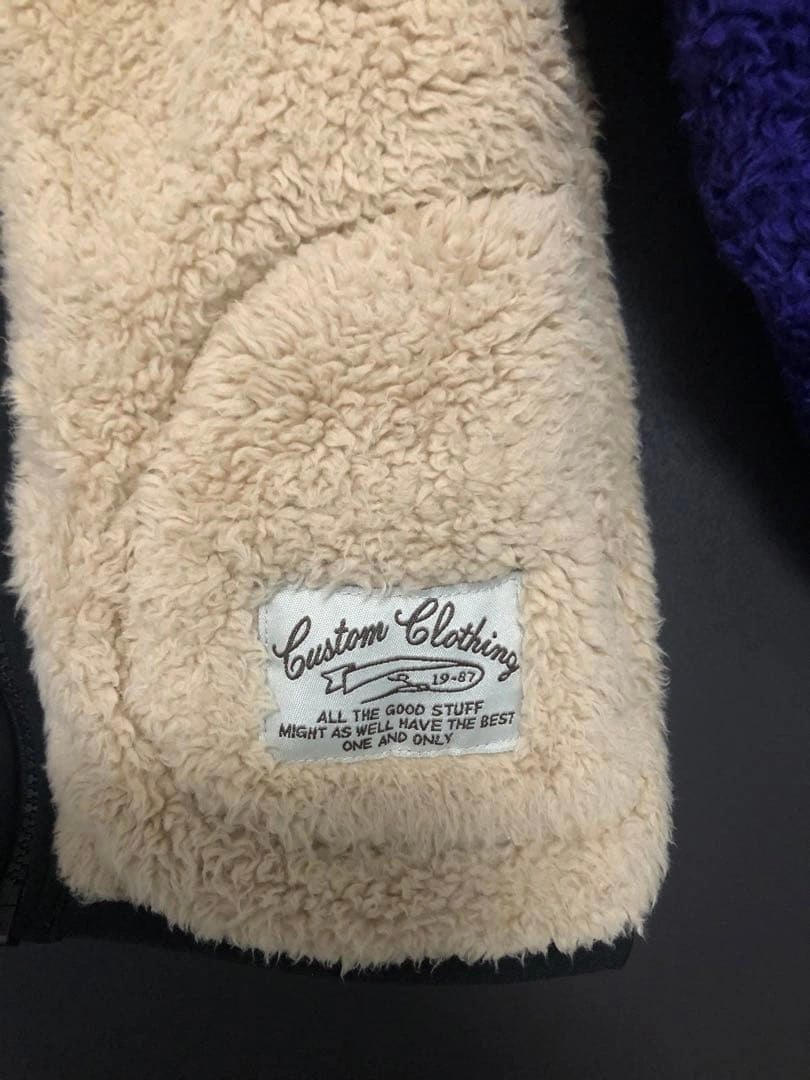 Custom Clothing
19-87
ALL THE GOOD STUFF
MIGHT AS WELL HAVE THE BEST
ONE AND ONLY